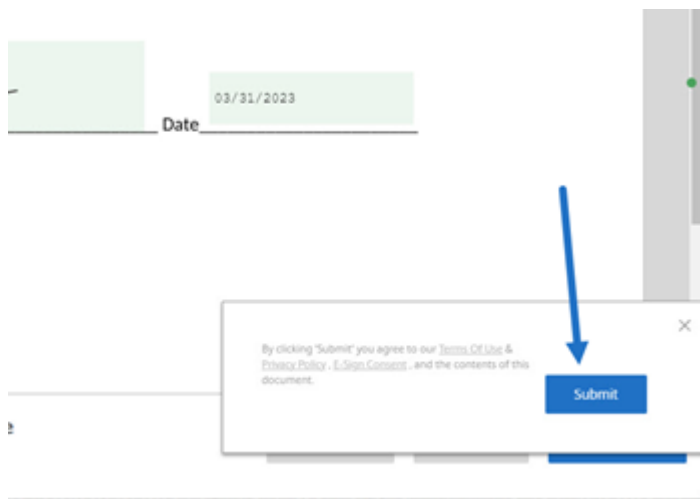 03/31/2023
Date
By clicking 'Submit' you agree to our Terms Of Use &
Privacy Policy , E-Sign Consent , and the contents of this
document.
Submit
e